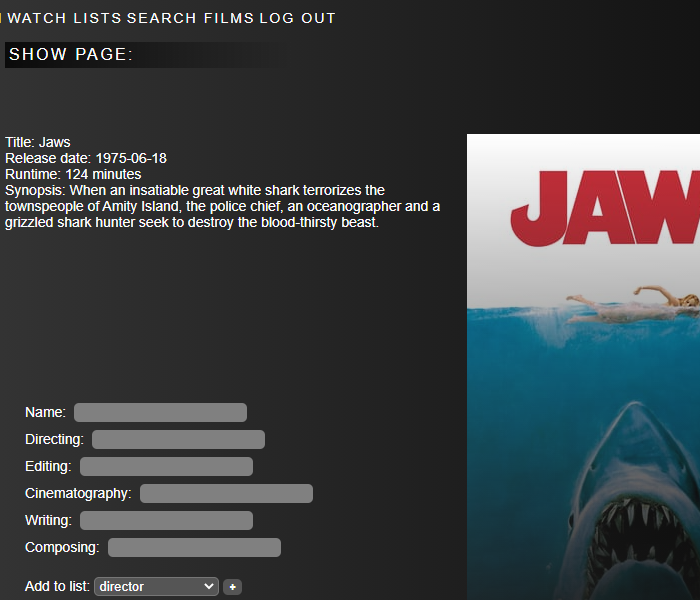 WATCH LISTS SEARCH FILMS LOG OUT
SHOW PAGE:
Title: Jaws
Release date: 1975-06-18
Runtime: 124 minutes
Synopsis: When an insatiable great white shark terrorizes the
townspeople of Amity Island, the police chief, an oceanographer and a
grizzled shark hunter seek to destroy the blood-thirsty beast.
JAW
Name:
Directing:
Editing:
Cinematography:
Writing:
Composing:
Add to list: director +